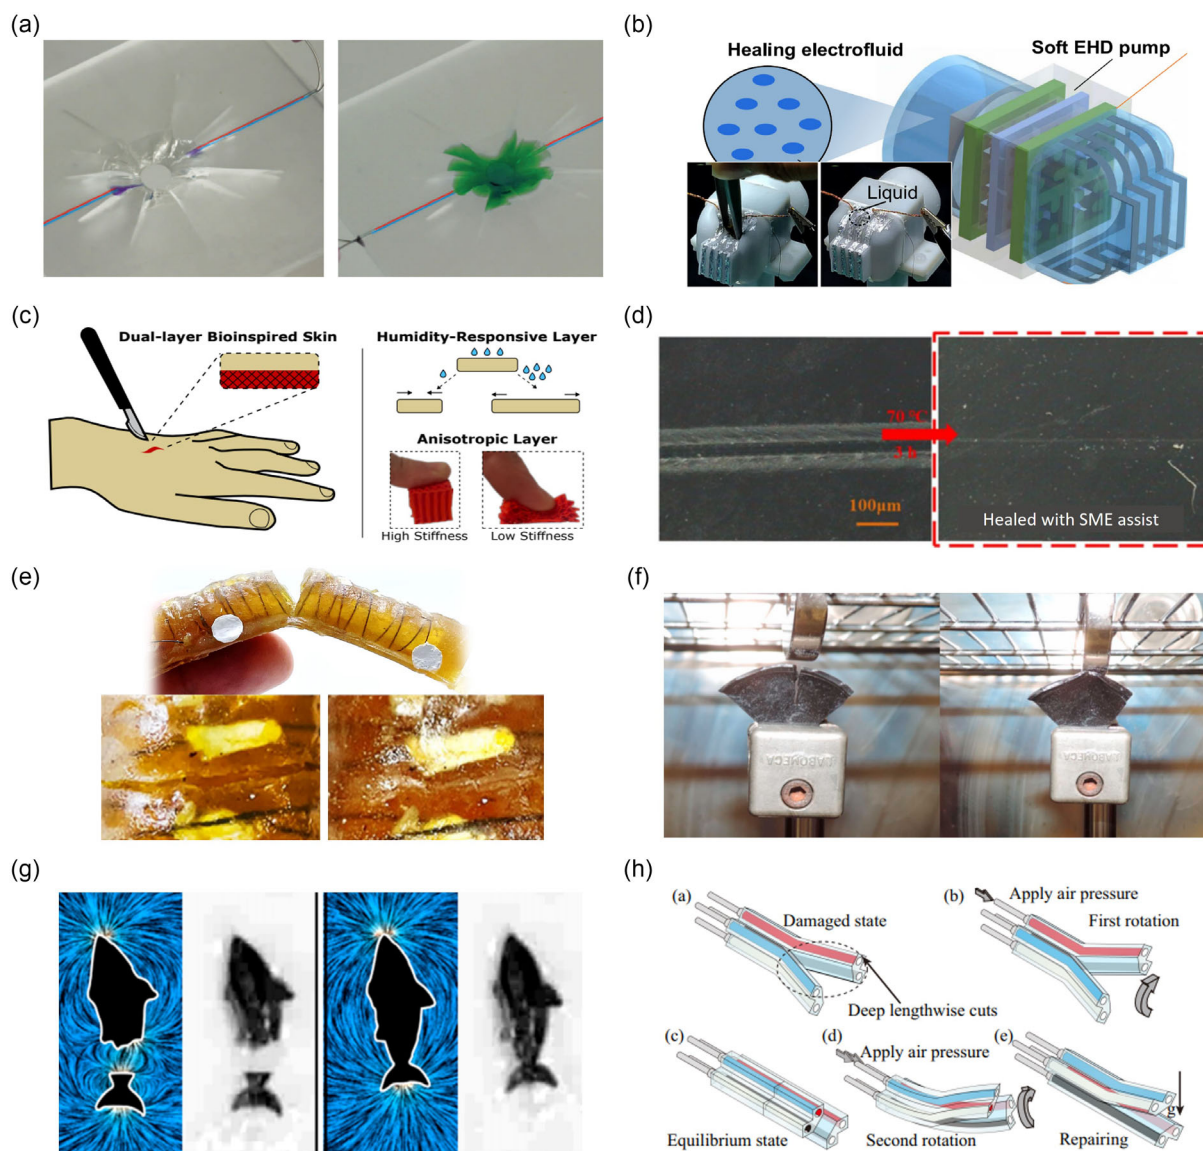 (a)
(b)
Healing electrofluid
Soft EHD pump
Liquid
(c)
Dual-layer Bioinspired Skin
Humidity-Responsive Layer
Anisotropic Layer
High Stiffness
Low Stiffness
(d)
70 °C
3 h
100μm
Healed with SME assist
(e)
(f)
LABOMECA
(g)
(h)
(a)
Damaged state
Deep lengthwise cuts
(b)
Apply air pressure
First rotation
(c)
Equilibrium state
(d)
Apply air pressure
Second rotation
(e)
g
Repairing